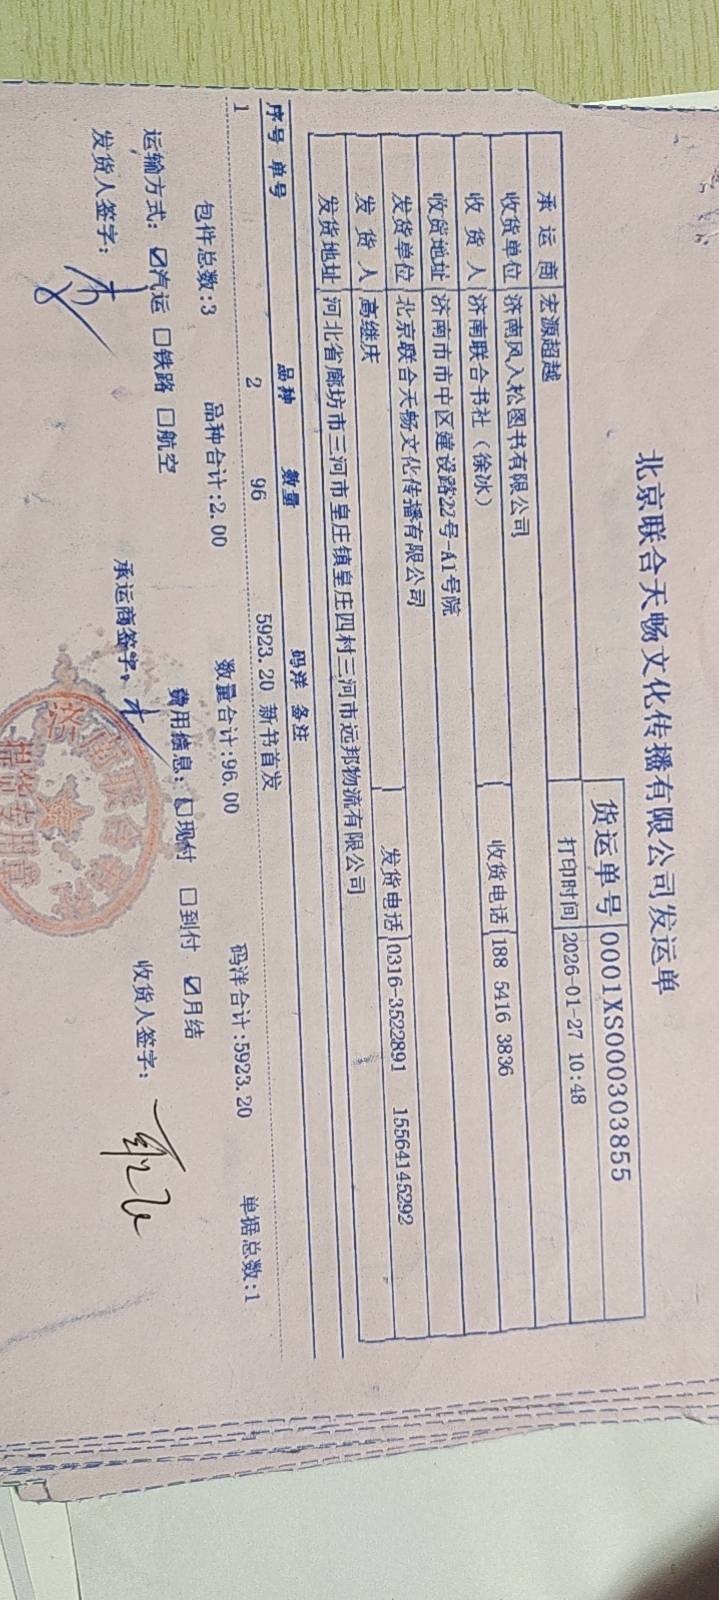 北京联合天畅文化传播有限公司发运单
货运单号 0001XS000303855
打印时间 2026-01-27 10:48
承运商 宏源超越
收货单位 济南风入松图书有限公司 收货电话 188 5416 3836
收货人 济南联合书社（徐冰）
收货地址 济南市市中区建设路22号-A1号院
发货单位 北京联合天畅文化传播有限公司 发货电话 0316-3522891 15564145292
发货人 高继庆
发货地址 河北省廊坊市三河市皇庄镇皇庄四村三河市远邦物流有限公司
序号 单号 品种 数量 码洋 备注
1 2 96 5923.20 新书首发
包件总数:3 品种合计:2.00 数量合计:96.00 码洋合计:5923.20 单据总数:1
运输方式: ☑汽运 □铁路 □航空 费用信息: □现付 □到付 ☑月结
发货人签字: 承运商签字: 收货人签字:
济南联合书社